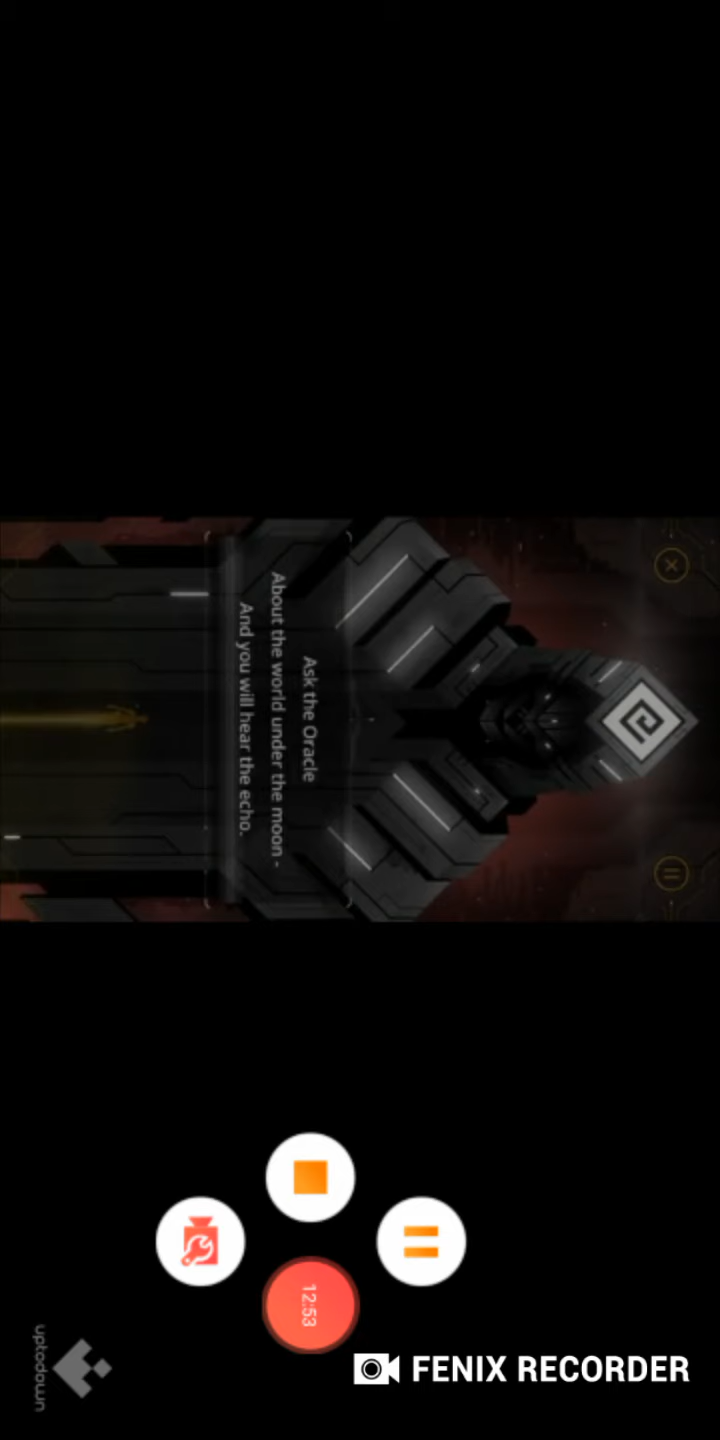 Ask the Oracle
About the world under the moon -
And you will hear the echo.
12:53
uptodown
FENIX RECORDER